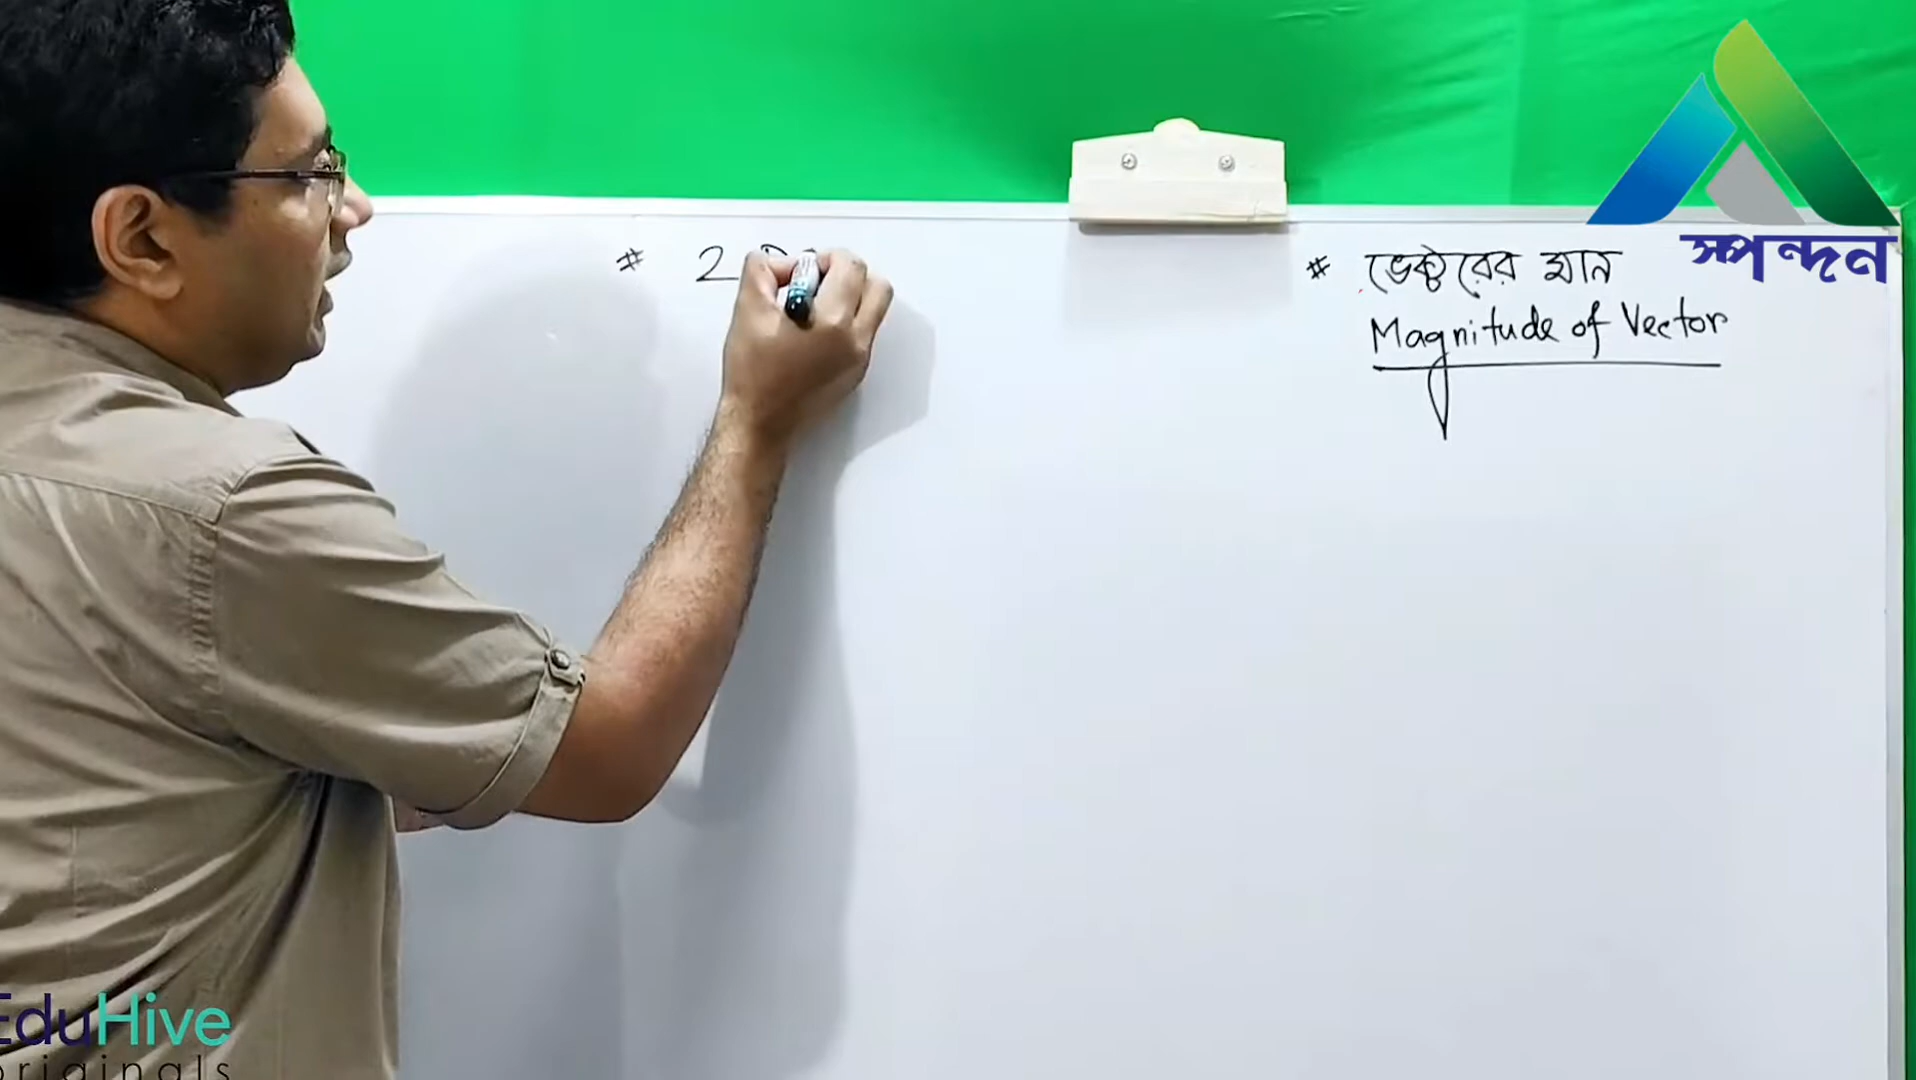 স্পন্দন
# 2
# ভেক্টরের মান
Magnitude of Vector
EduHive
originals